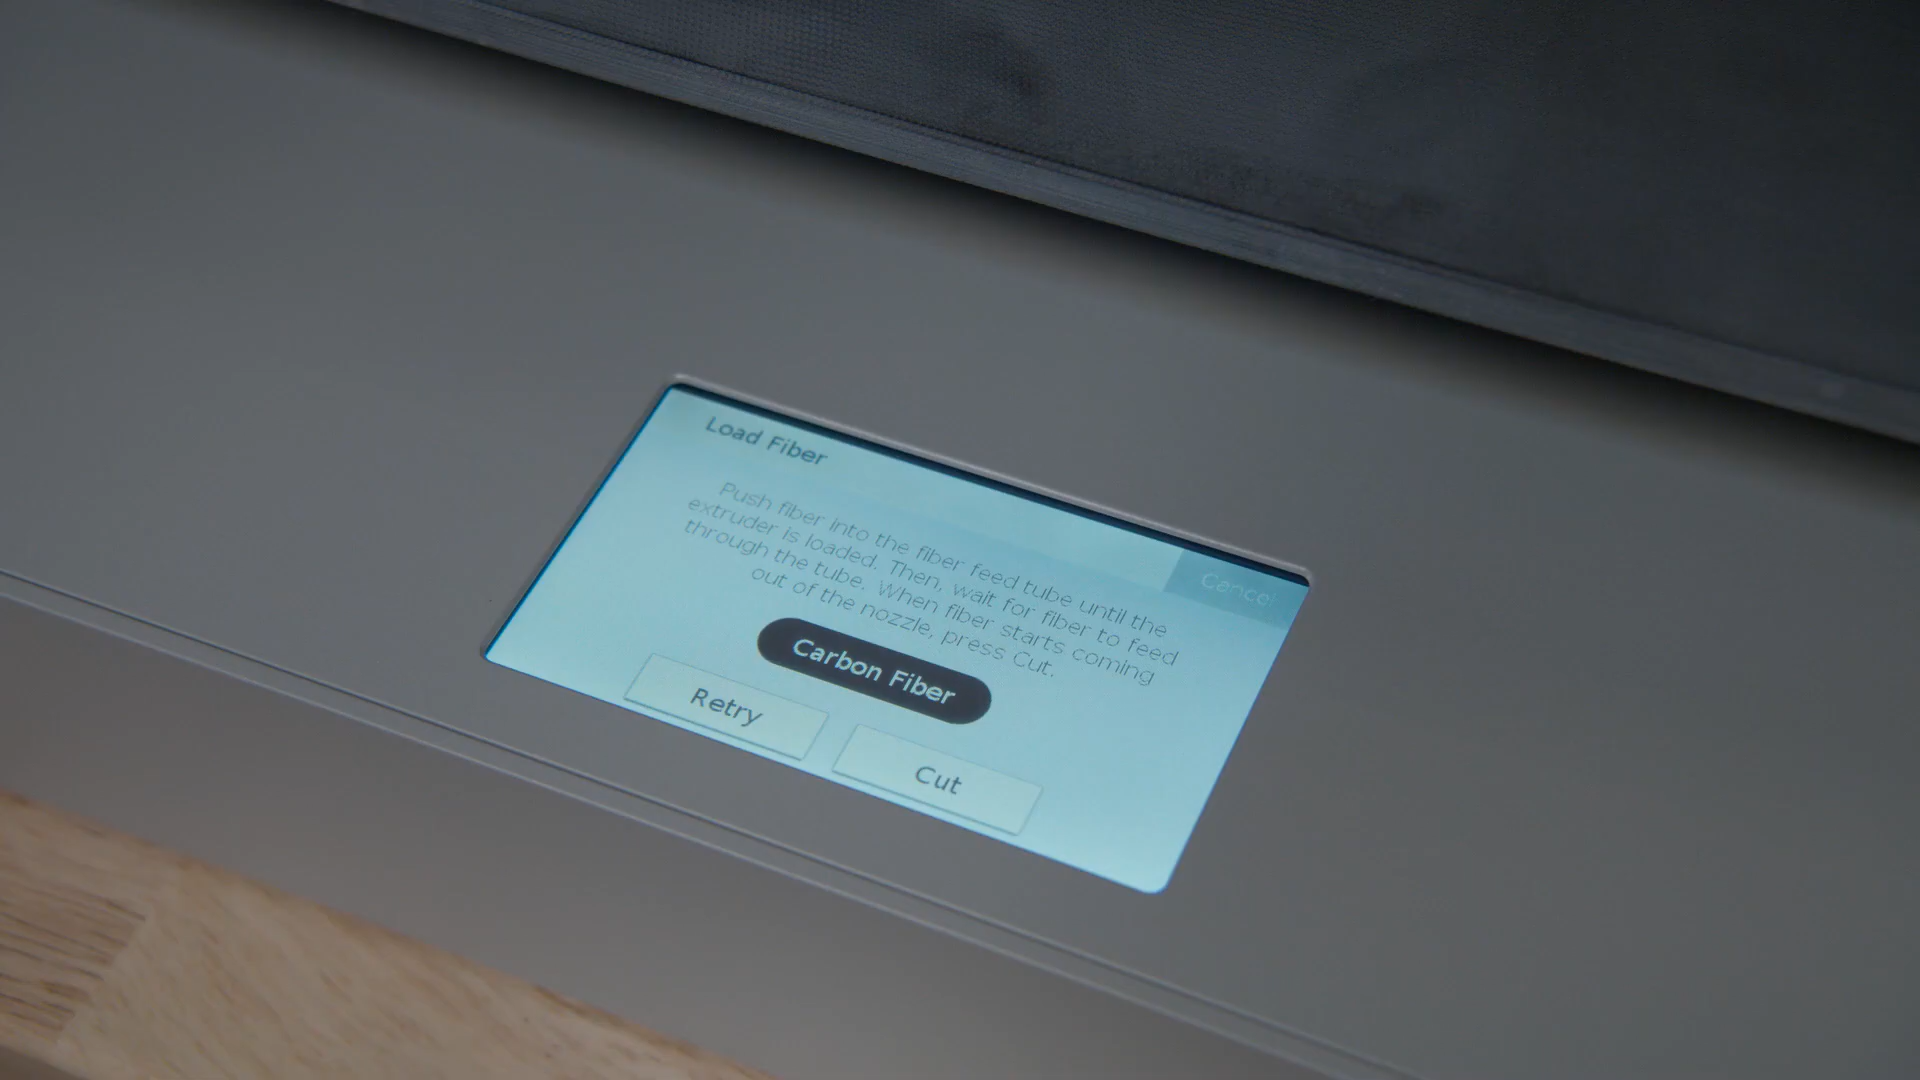 Load Fiber
Cancel
Push fiber into the fiber feed tube until the
extruder is loaded. Then, wait for fiber to feed
through the tube. When fiber starts coming
out of the nozzle, press Cut.
Carbon Fiber
Retry
Cut